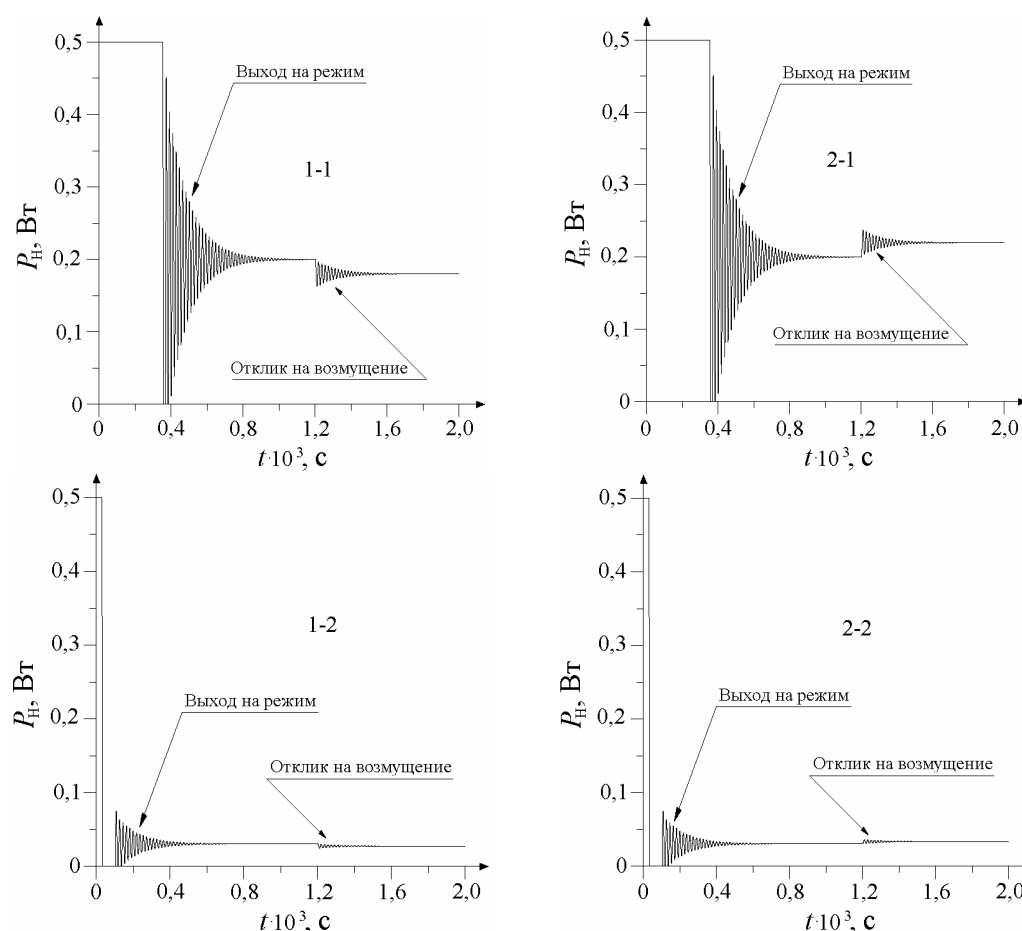 0,5
0,4
0,3
0,2
0,1
0
Pн, Вт
Выход на режим
1-1
Отклик на возмущение
0 0,4 0,8 1,2 1,6 2,0
t·10³, с
0,5
0,4
0,3
0,2
0,1
0
Pн, Вт
Выход на режим
2-1
Отклик на возмущение
0 0,4 0,8 1,2 1,6 2,0
t·10³, с
0,5
0,4
0,3
0,2
0,1
0
Pн, Вт
1-2
Выход на режим
Отклик на возмущение
0 0,4 0,8 1,2 1,6 2,0
t·10³, с
0,5
0,4
0,3
0,2
0,1
0
Pн, Вт
2-2
Выход на режим
Отклик на возмущение
0 0,4 0,8 1,2 1,6 2,0
t·10³, с